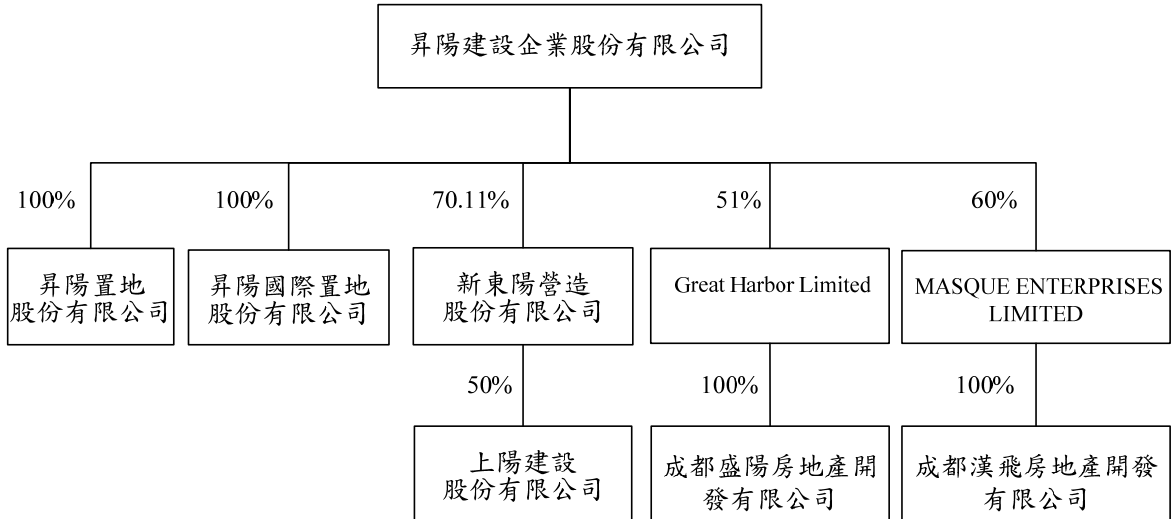 昇陽建設企業股份有限公司
100%
100%
70.11%
51%
60%
昇陽置地
股份有限公司
昇陽國際置地
股份有限公司
新東陽營造
股份有限公司
Great Harbor Limited
MASQUE ENTERPRISES
LIMITED
50%
100%
100%
上陽建設
股份有限公司
成都盛陽房地產開
發有限公司
成都漢飛房地產開發
有限公司